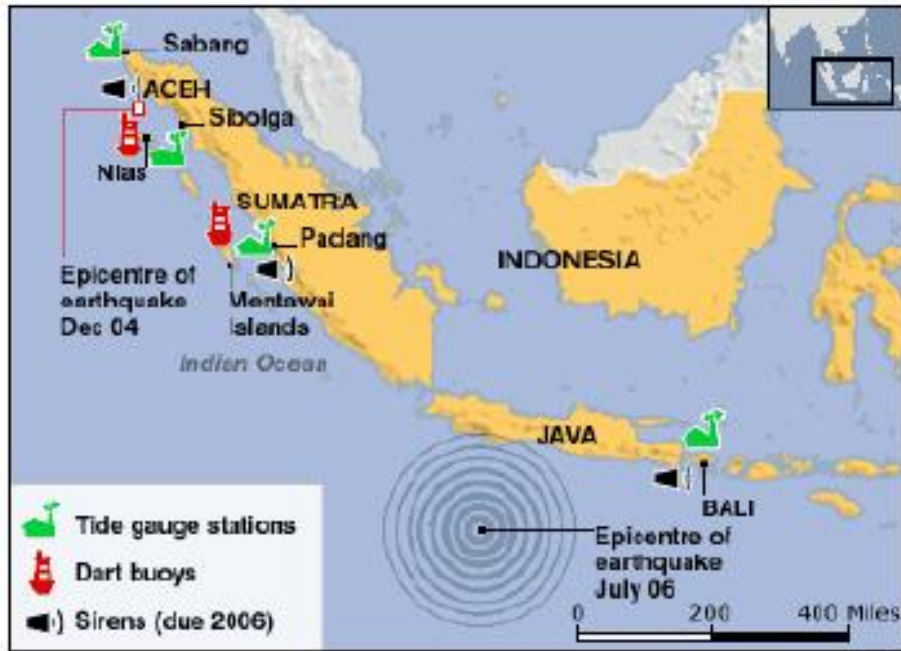 Sabang
ACEH
Sibolga
Nias
SUMATRA
Padang
INDONESIA
Epicentre of
earthquake
Dec 04
Mentawai
Islands
Indian Ocean
JAVA
BALI
Epicentre of
earthquake
July 06
Tide gauge stations
Dart buoys
Sirens (due 2006)
0 200 400 Miles